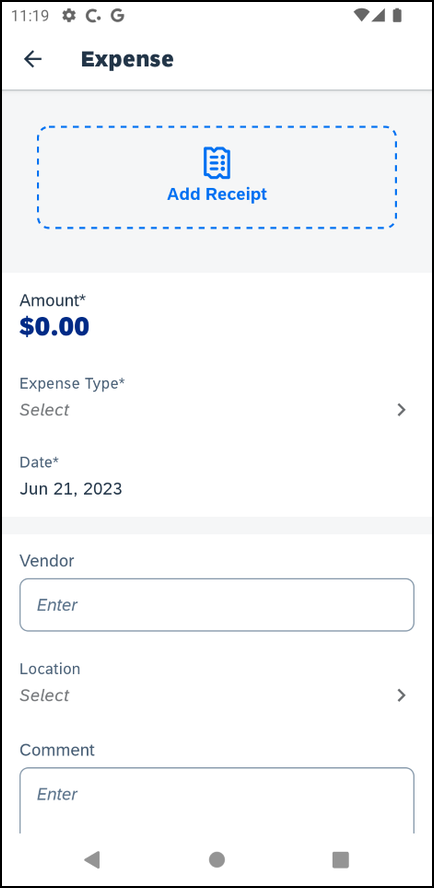 11:19
Expense
Add Receipt
Amount*
$0.00
Expense Type*
Select
Date*
Jun 21, 2023
Vendor
Enter
Location
Select
Comment
Enter